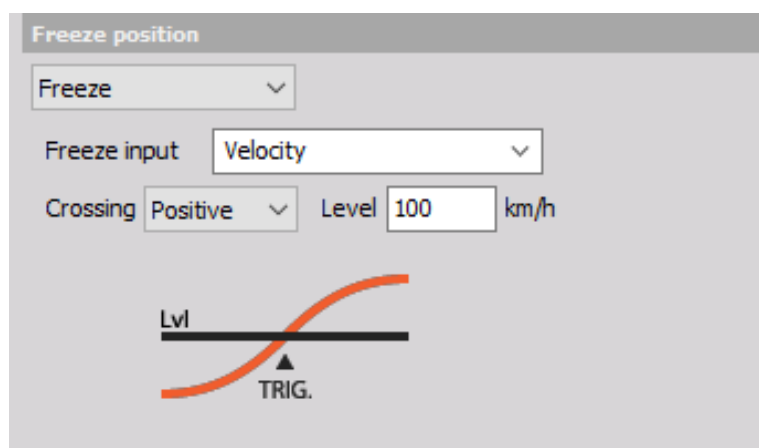 Freeze position
Freeze
Freeze input Velocity
Crossing Positive Level 100 km/h
Lvl
TRIG.